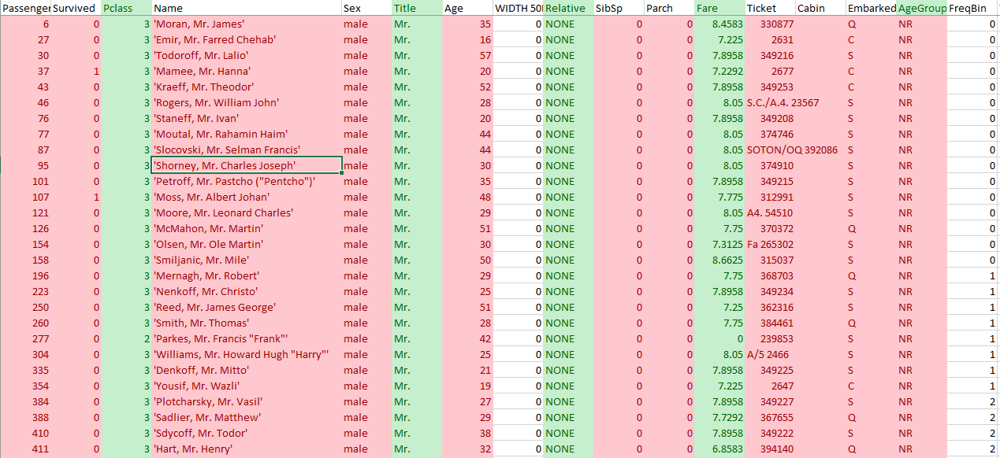 Passenger Survived Pclass Name Sex Title Age WIDTH 50 Relative SibSp Parch Fare Ticket Cabin Embarked AgeGroup FreqBin
6 0 3 'Moran, Mr. James' male Mr. 35 0 NONE 0 0 8.4583 330877 Q NR 0
27 0 3 'Emir, Mr. Farred Chehab' male Mr. 16 0 NONE 0 0 7.225 2631 C NR 0
30 0 3 'Todoroff, Mr. Lalio' male Mr. 57 0 NONE 0 0 7.8958 349216 S NR 0
37 1 3 'Mamee, Mr. Hanna' male Mr. 20 0 NONE 0 0 7.2292 2677 C NR 0
43 0 3 'Kraeff, Mr. Theodor' male Mr. 52 0 NONE 0 0 7.8958 349253 C NR 0
46 0 3 'Rogers, Mr. William John' male Mr. 28 0 NONE 0 0 8.05 S.C./A.4. 23567 S NR 0
76 0 3 'Staneff, Mr. Ivan' male Mr. 20 0 NONE 0 0 7.8958 349208 S NR 0
77 0 3 'Moutal, Mr. Rahamin Haim' male Mr. 44 0 NONE 0 0 8.05 374746 S NR 0
87 0 3 'Slocovski, Mr. Selman Francis' male Mr. 44 0 NONE 0 0 8.05 SOTON/OQ 392086 S NR 0
95 0 3 'Shorney, Mr. Charles Joseph' male Mr. 30 0 NONE 0 0 8.05 374910 S NR 0
101 0 3 'Petroff, Mr. Pastcho ("Pentcho")' male Mr. 35 0 NONE 0 0 7.8958 349215 S NR 0
107 1 3 'Moss, Mr. Albert Johan' male Mr. 48 0 NONE 0 0 7.775 312991 S NR 0
121 0 3 'Moore, Mr. Leonard Charles' male Mr. 29 0 NONE 0 0 8.05 A4. 54510 S NR 0
126 0 3 'McMahon, Mr. Martin' male Mr. 51 0 NONE 0 0 7.75 370372 Q NR 0
154 0 3 'Olsen, Mr. Ole Martin' male Mr. 30 0 NONE 0 0 7.3125 Fa 265302 S NR 0
158 0 3 'Smiljanic, Mr. Mile' male Mr. 50 0 NONE 0 0 8.6625 315037 S NR 0
196 0 3 'Mernagh, Mr. Robert' male Mr. 29 0 NONE 0 0 7.75 368703 Q NR 1
223 0 3 'Nenkoff, Mr. Christo' male Mr. 25 0 NONE 0 0 7.8958 349234 S NR 1
250 0 3 'Reed, Mr. James George' male Mr. 51 0 NONE 0 0 7.25 362316 S NR 1
260 0 3 'Smith, Mr. Thomas' male Mr. 28 0 NONE 0 0 7.75 384461 Q NR 1
277 0 2 'Parkes, Mr. Francis "Frank"' male Mr. 42 0 NONE 0 0 0 239853 S NR 1
304 0 3 'Williams, Mr. Howard Hugh "Harry"' male Mr. 25 0 NONE 0 0 8.05 A/5 2466 S NR 1
335 0 3 'Denkoff, Mr. Mitto' male Mr. 21 0 NONE 0 0 7.8958 349225 S NR 1
354 0 3 'Yousif, Mr. Wazli' male Mr. 19 0 NONE 0 0 7.225 2647 C NR 1
384 0 3 'Plotcharsky, Mr. Vasil' male Mr. 27 0 NONE 0 0 7.8958 349227 S NR 2
388 0 3 'Sadlier, Mr. Matthew' male Mr. 29 0 NONE 0 0 7.7292 367655 Q NR 2
410 0 3 'Sdycoff, Mr. Todor' male Mr. 38 0 NONE 0 0 7.8958 349222 S NR 2
411 0 3 'Hart, Mr. Henry' male Mr. 32 0 NONE 0 0 6.8583 394140 Q NR 2